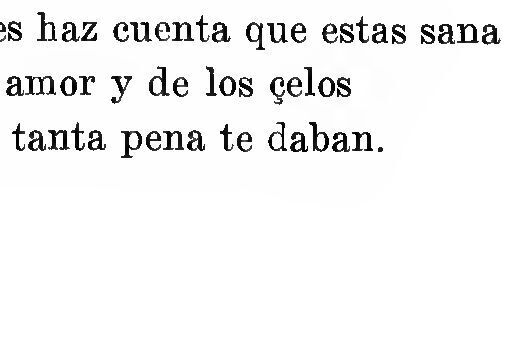 es haz cuenta que estas sana
amor y de los çelos
tanta pena te daban.